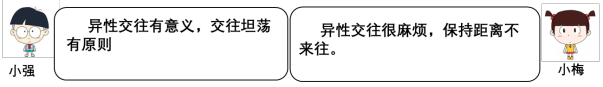 异性交往有意义，交往坦荡
有原则
小强
异性交往很麻烦，保持距离不
来往。
小梅